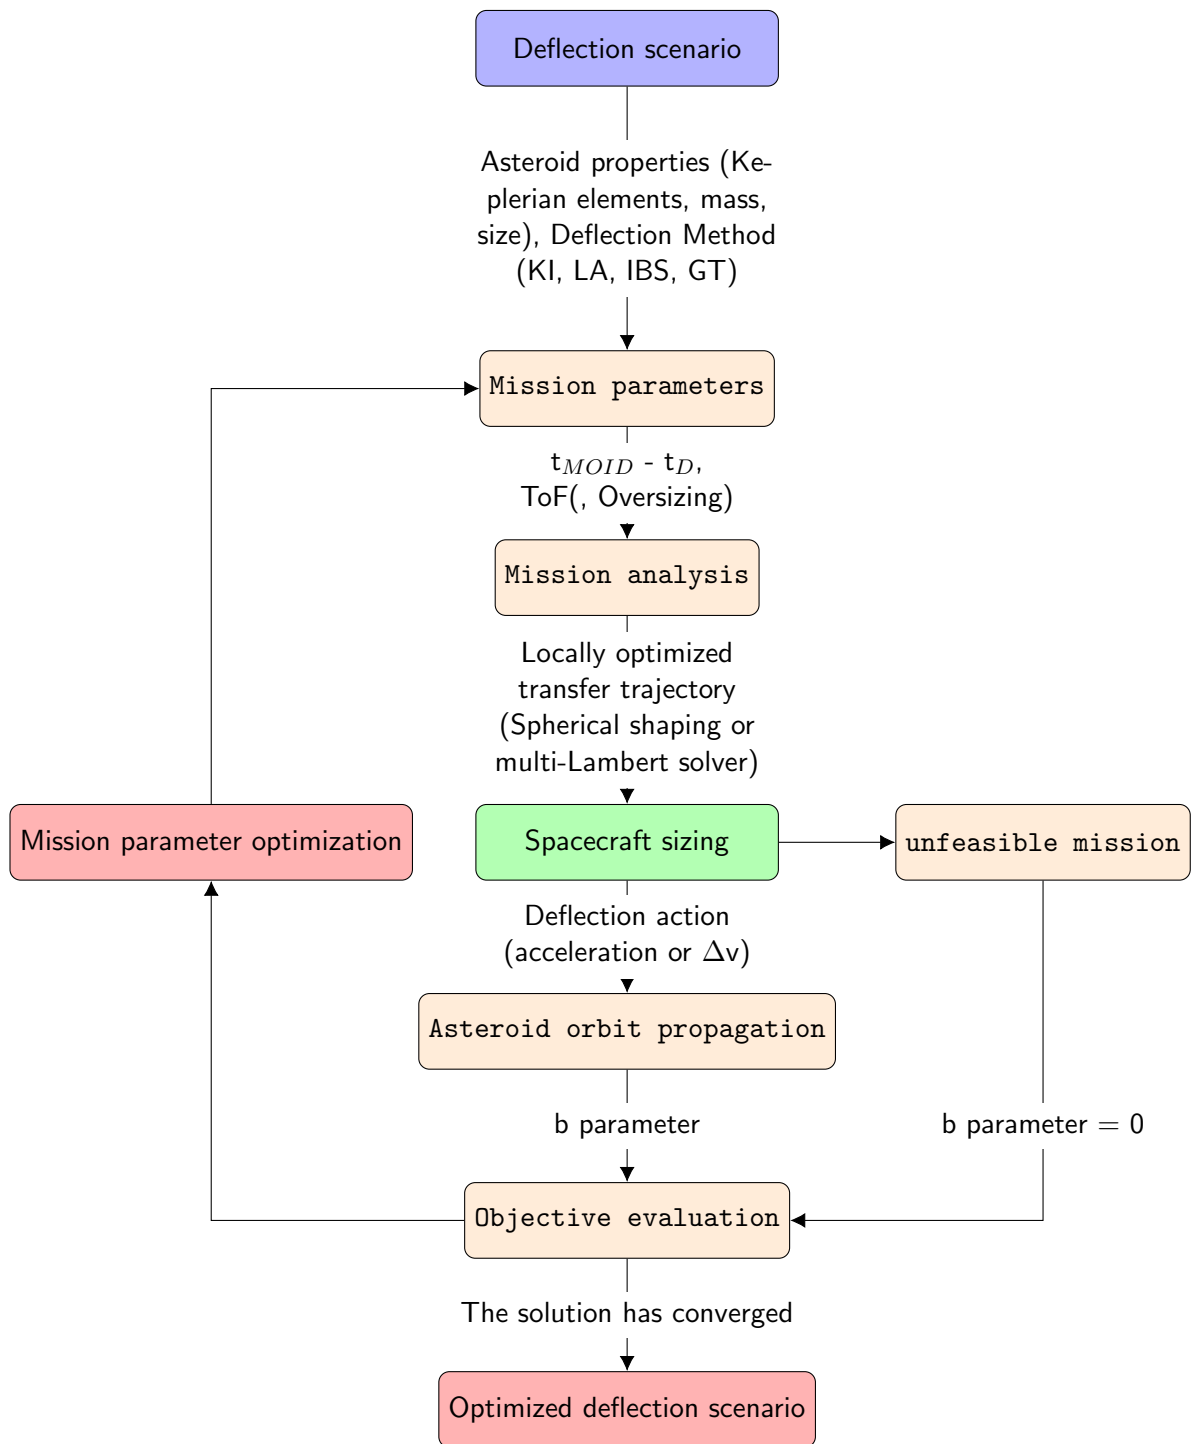 Deflection scenario
Asteroid properties (Ke-
plerian elements, mass,
size), Deflection Method
(KI, LA, IBS, GT)
Mission parameters
t_{MOID} - t_D,
ToF(, Oversizing)
Mission analysis
Locally optimized
transfer trajectory
(Spherical shaping or
multi-Lambert solver)
Mission parameter optimization
Spacecraft sizing
unfeasible mission
Deflection action
(acceleration or Δv)
Asteroid orbit propagation
b parameter
b parameter = 0
Objective evaluation
The solution has converged
Optimized deflection scenario